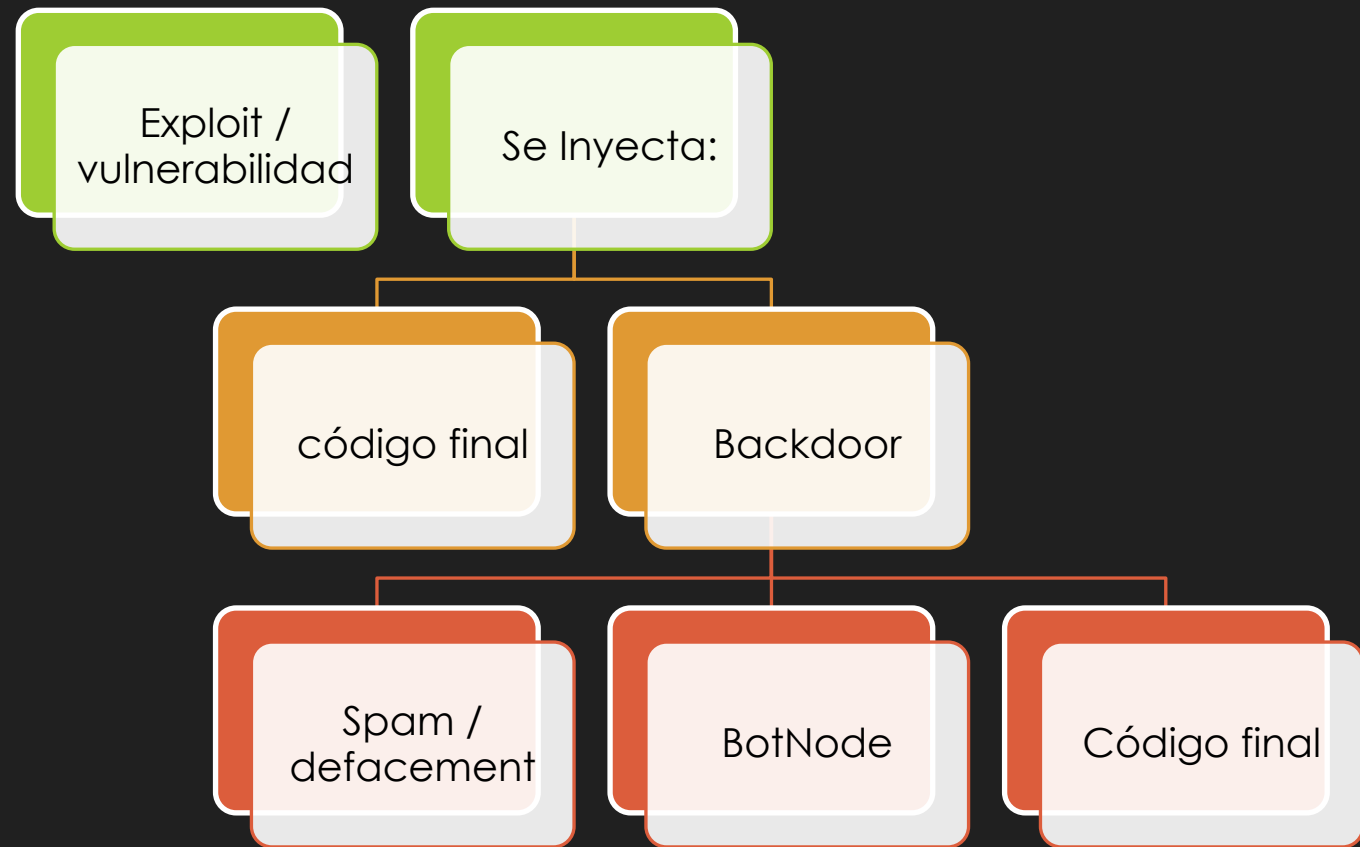 Exploit /
vulnerabilidad
Se Inyecta:
código final
Backdoor
Spam /
defacement
BotNode
Código final